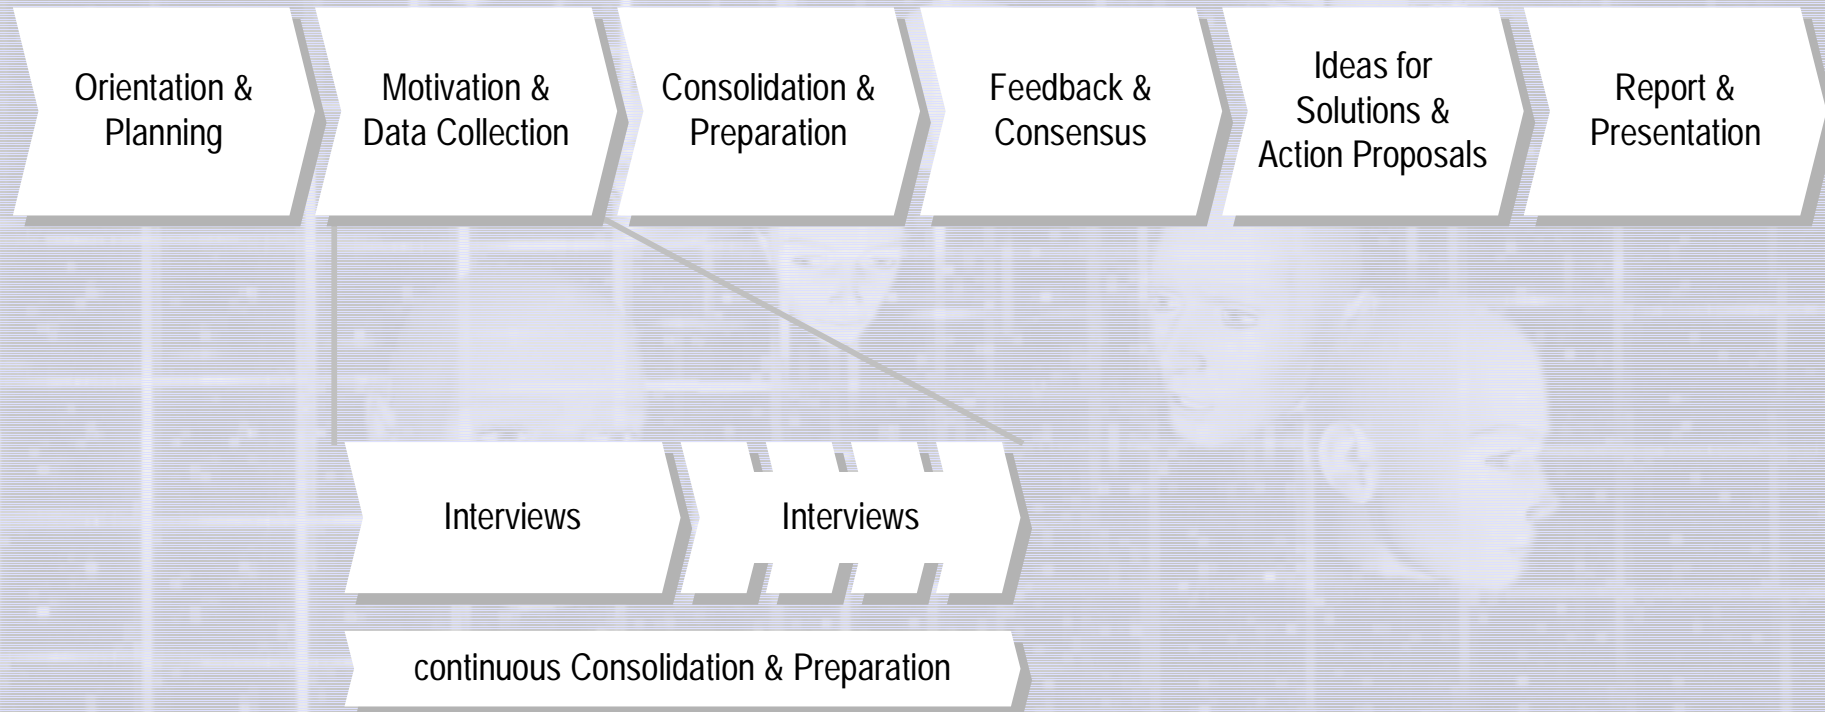 Orientation &
Planning
Motivation &
Data Collection
Consolidation &
Preparation
Feedback &
Consensus
Ideas for
Solutions &
Action Proposals
Report &
Presentation
Interviews
Interviews
continuous Consolidation & Preparation